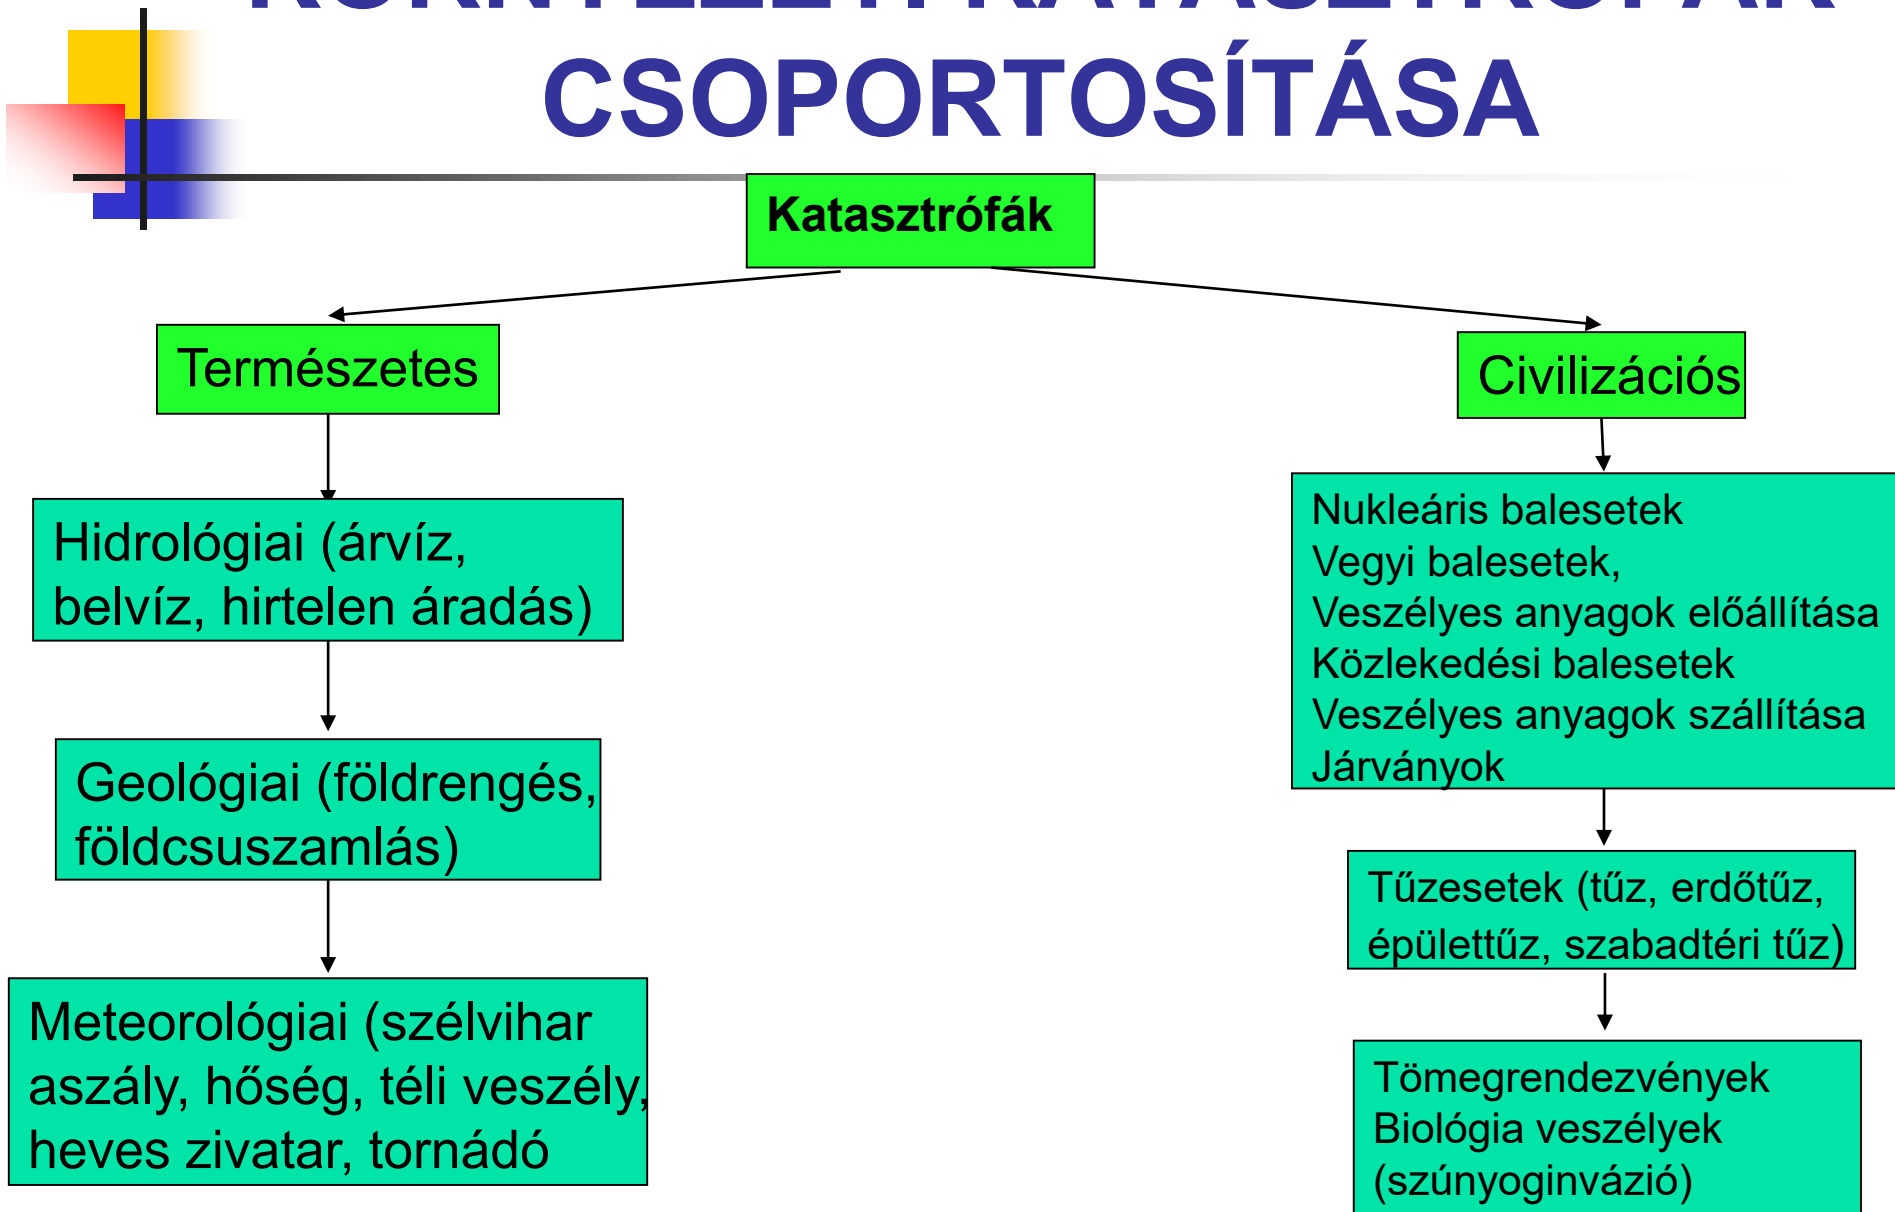 KÖRNYEZETI KATASZTRÓFÁK
CSOPORTOSÍTÁSA
Katasztrófák
Természetes
Civilizációs
Hidrológiai (árvíz,
belvíz, hirtelen áradás)
Geológiai (földrengés,
földcsuszamlás)
Meteorológiai (szélvihar
aszály, hőség, téli veszély,
heves zivatar, tornádó
Nukleáris balesetek
Vegyi balesetek,
Veszélyes anyagok előállítása
Közlekedési balesetek
Veszélyes anyagok szállítása
Járványok
Tűzesetek (tűz, erdőtűz,
épülettűz, szabadtéri tűz)
Tömegrendezvények
Biológia veszélyek
(szúnyoginvázió)